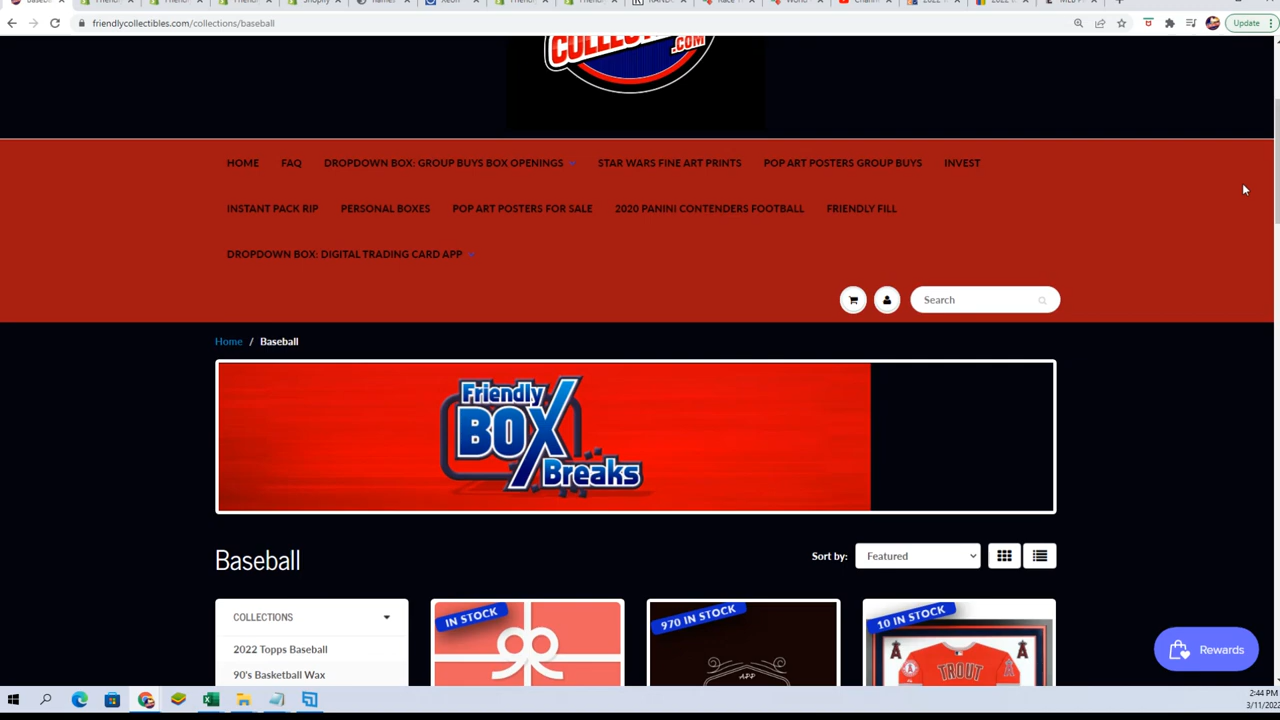 friendlycollectibles.com/collections/baseball
Update
.COM
HOME
FAQ
DROPDOWN BOX: GROUP BUYS BOX OPENINGS
STAR WARS FINE ART PRINTS
POP ART POSTERS GROUP BUYS
INVEST
INSTANT PACK RIP
PERSONAL BOXES
POP ART POSTERS FOR SALE
2020 PANINI CONTENDERS FOOTBALL
FRIENDLY FILL
DROPDOWN BOX: DIGITAL TRADING CARD APP
Search
Home / Baseball
Friendly
BOX
Breaks
Baseball
Sort by:
Featured
COLLECTIONS
2022 Topps Baseball
90's Basketball Wax
IN STOCK
970 IN STOCK
10 IN STOCK
TROUT
Rewards
2:44 PM